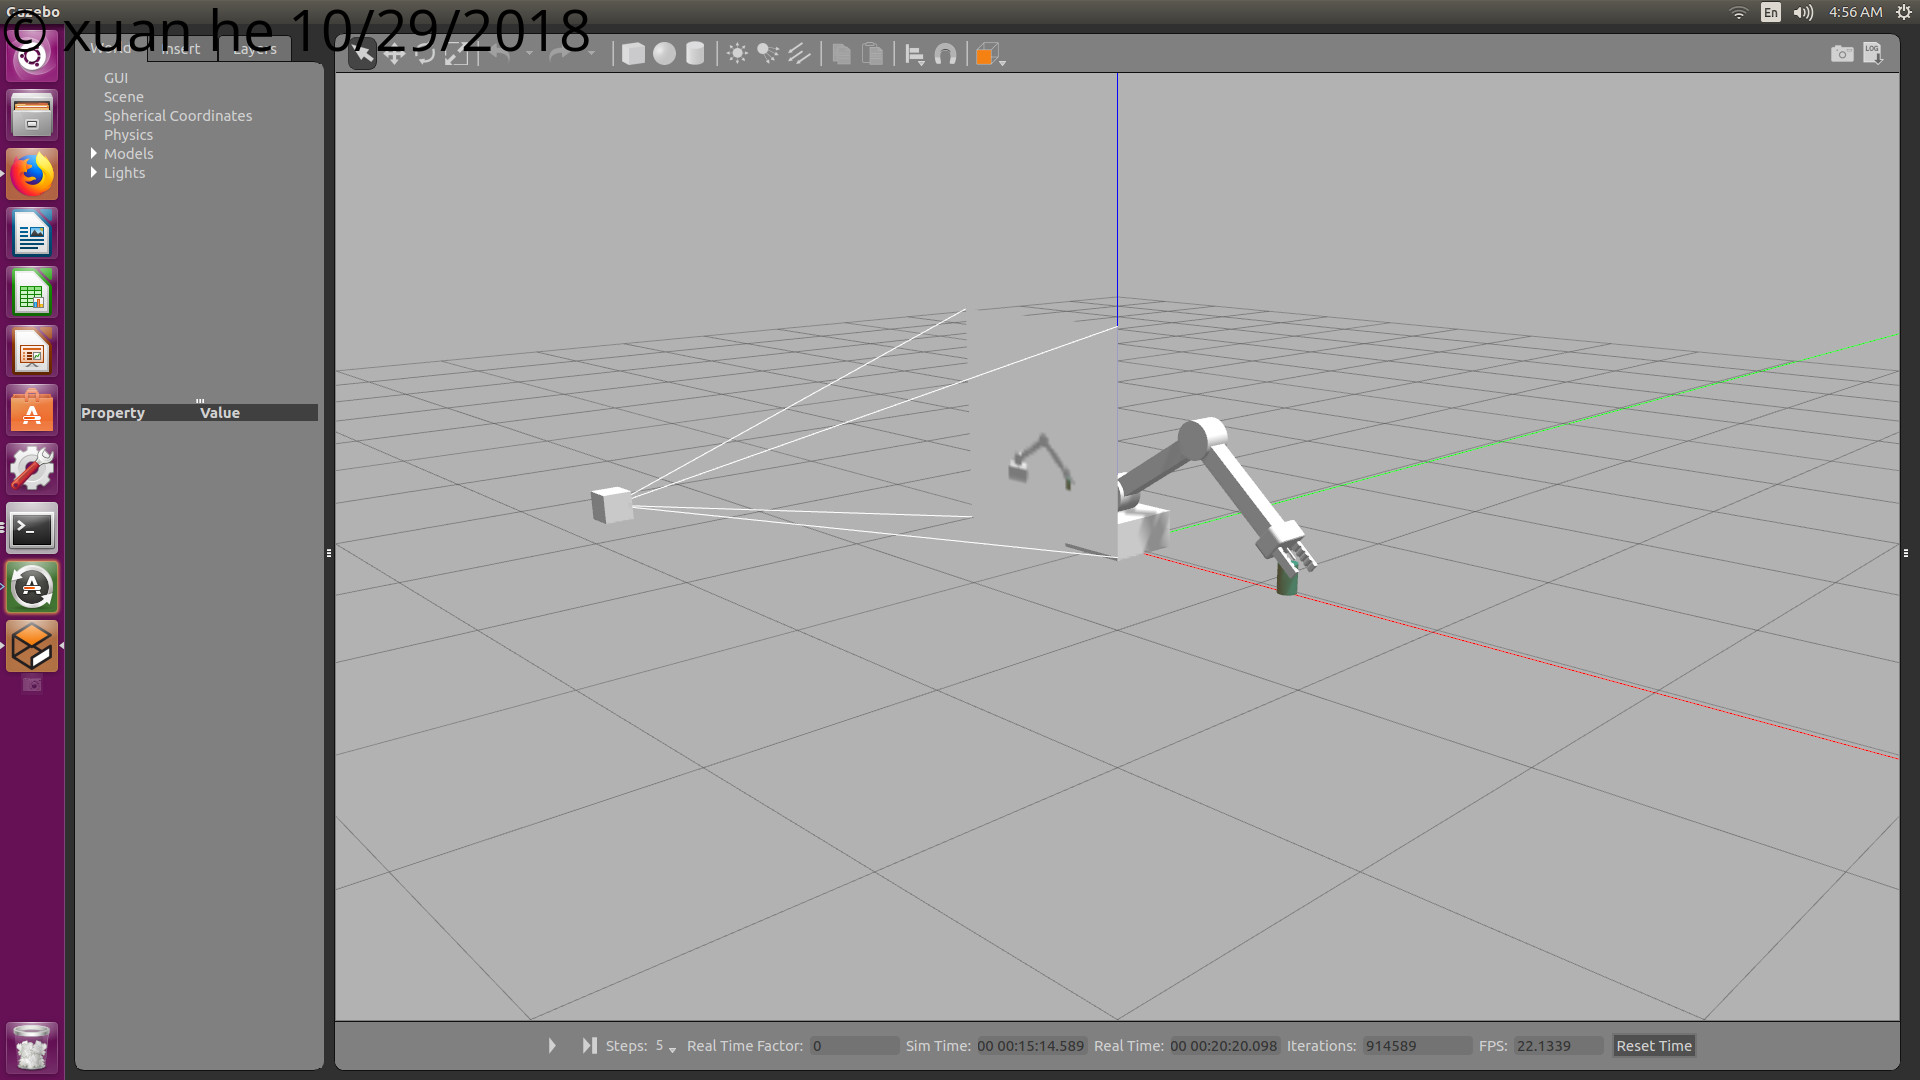 Gazebo
En
4:56 AM
© xuan he 10/29/2018
World Insert Layers
LOG
GUI
Scene
Spherical Coordinates
Physics
Models
Lights
Property Value
Steps: 5 Real Time Factor: 0 Sim Time: 00 00:15:14.589 Real Time: 00 00:20:20.098 Iterations: 914589 FPS: 22.1339 Reset Time